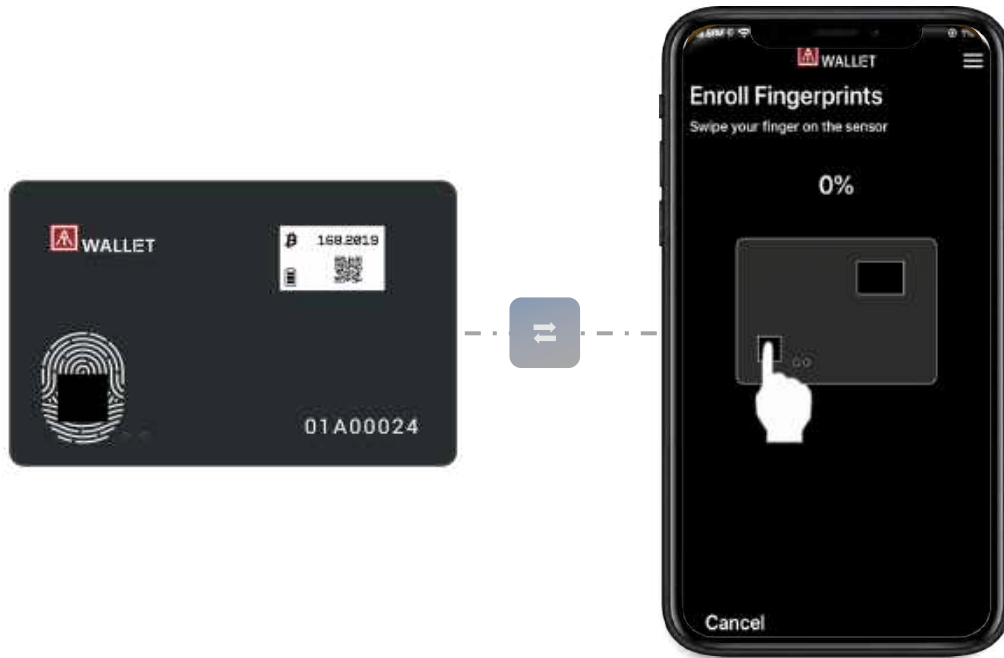 WALLET
168.2019
01A00024
WALLET
Enroll Fingerprints
Swipe your finger on the sensor
0%
Cancel